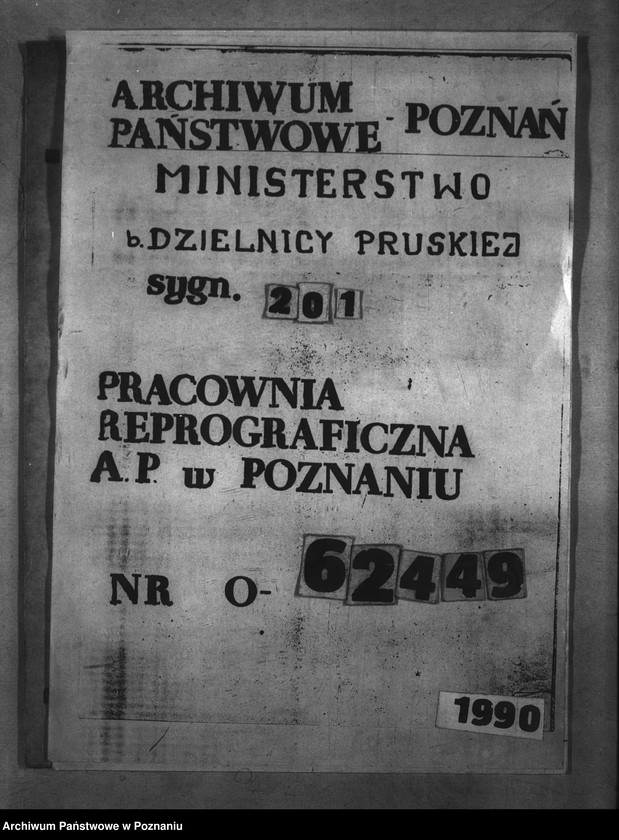 ARCHIWUM
PAŃSTWOWE - POZNAŃ
MINISTERSTWO
b. DZIELNICY PRUSKIEJ
sygn. 201
PRACOWNIA
REPROGRAFICZNA
A.P. w POZNANIU
NR O- 62449
1990
Archiwum Państwowe w Poznaniu